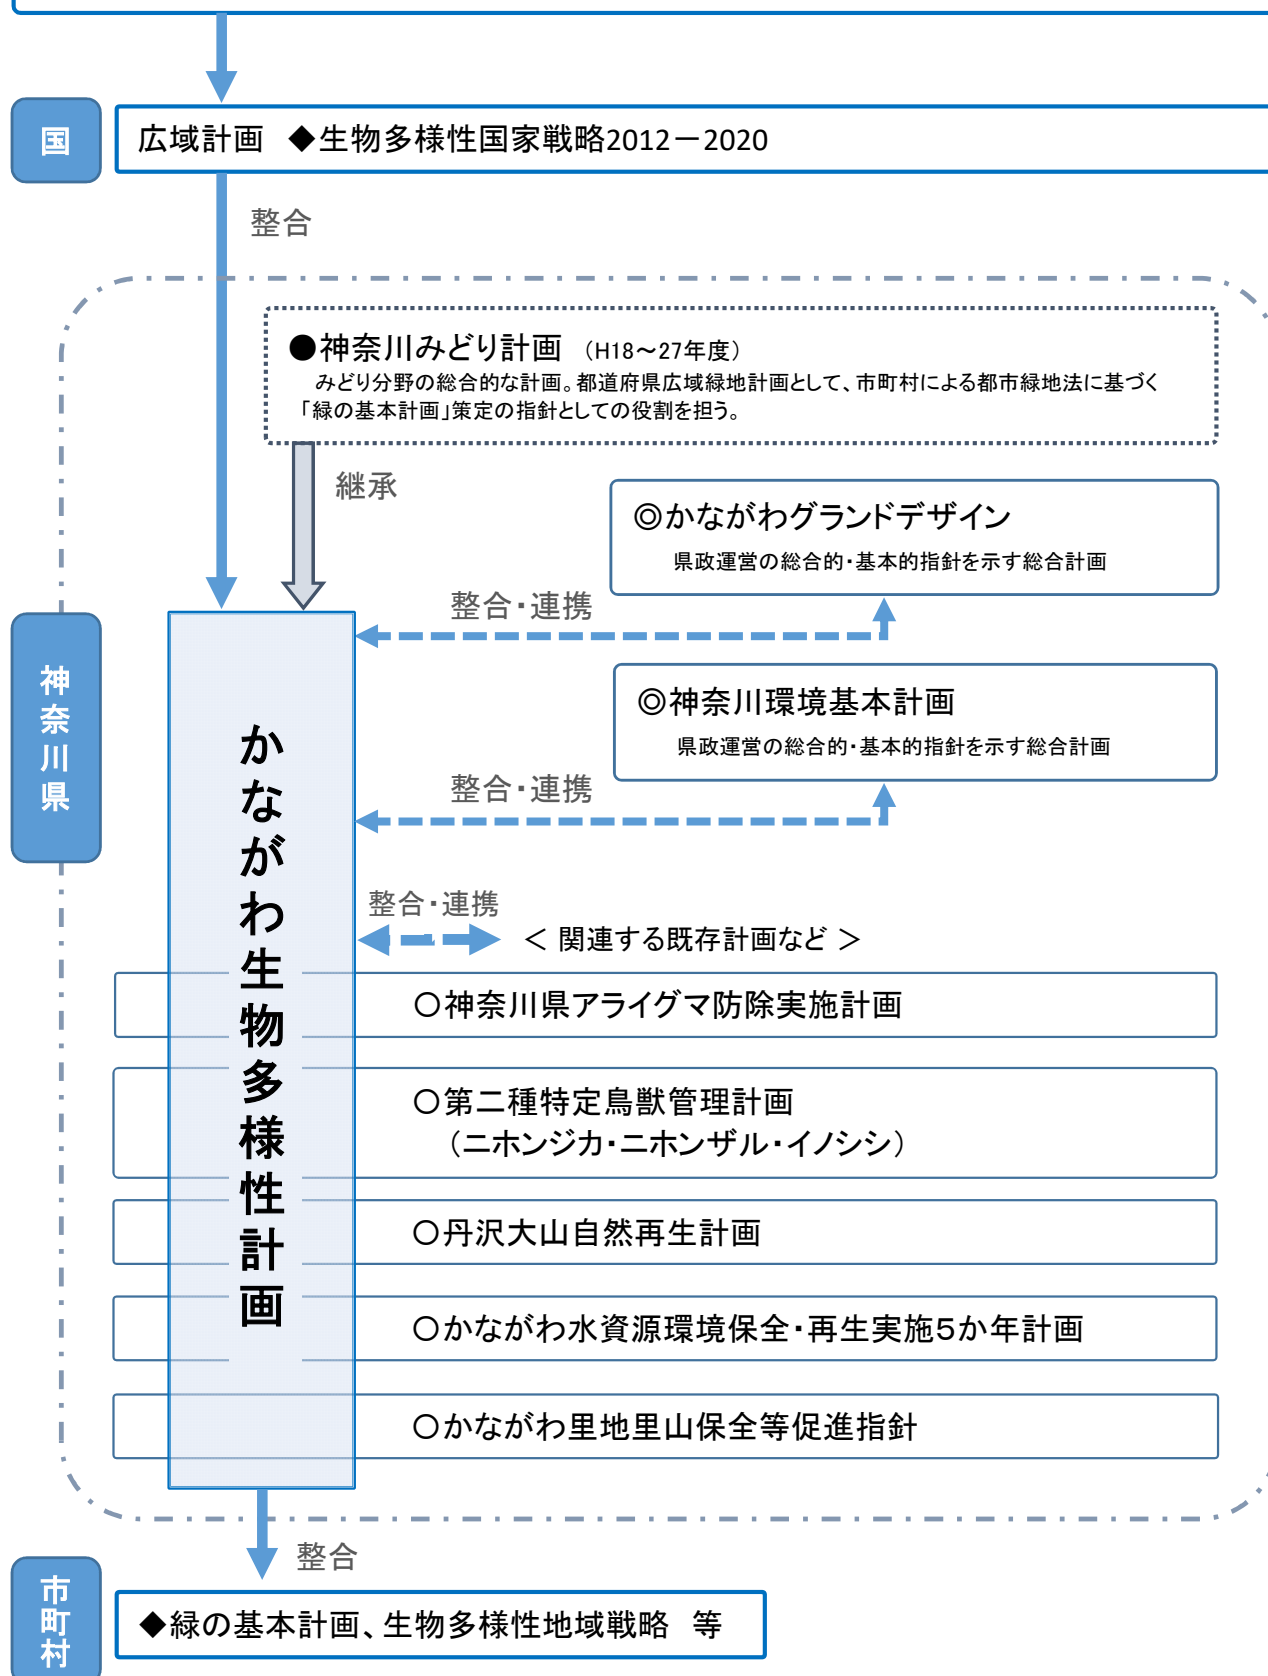 国
広域計画　◆生物多様性国家戦略2012－2020
整合
●神奈川みどり計画　（H18～27年度）
みどり分野の総合的な計画。都道府県広域緑地計画として、市町村による都市緑地法に基づく
「緑の基本計画」策定の指針としての役割を担う。
継承
◎かながわグランドデザイン
県政運営の総合的・基本的指針を示す総合計画
整合・連携
神奈川県
◎神奈川環境基本計画
県政運営の総合的・基本的指針を示す総合計画
整合・連携
かながわ生物多様性計画
整合・連携
＜ 関連する既存計画など ＞
○神奈川県アライグマ防除実施計画
○第二種特定鳥獣管理計画
（ニホンジカ・ニホンザル・イノシシ）
○丹沢大山自然再生計画
○かながわ水資源環境保全・再生実施５か年計画
○かながわ里地里山保全等促進指針
整合
市町村
◆緑の基本計画、生物多様性地域戦略　等